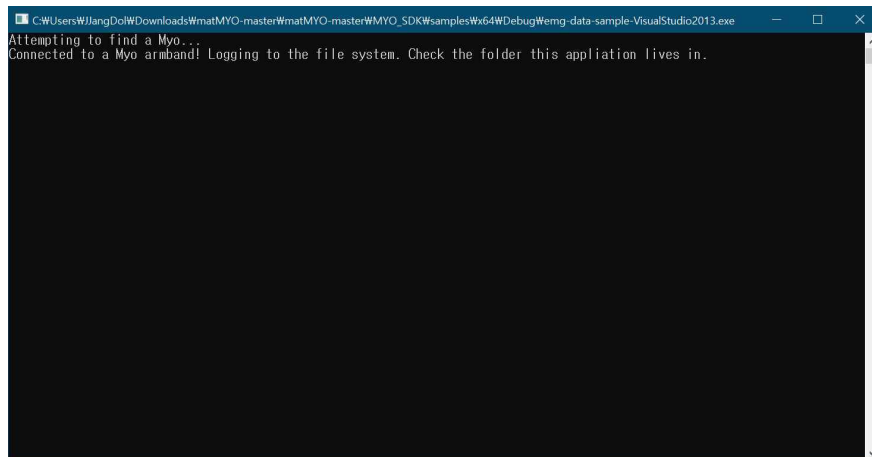 C:₩Users₩JJangDol₩Downloads₩matMYO-master₩matMYO-master₩MYO_SDK₩samples₩x64₩Debug₩emg-data-sample-VisualStudio2013.exe
Attempting to find a Myo...
Connected to a Myo armband! Logging to the file system. Check the folder this appliation lives in.